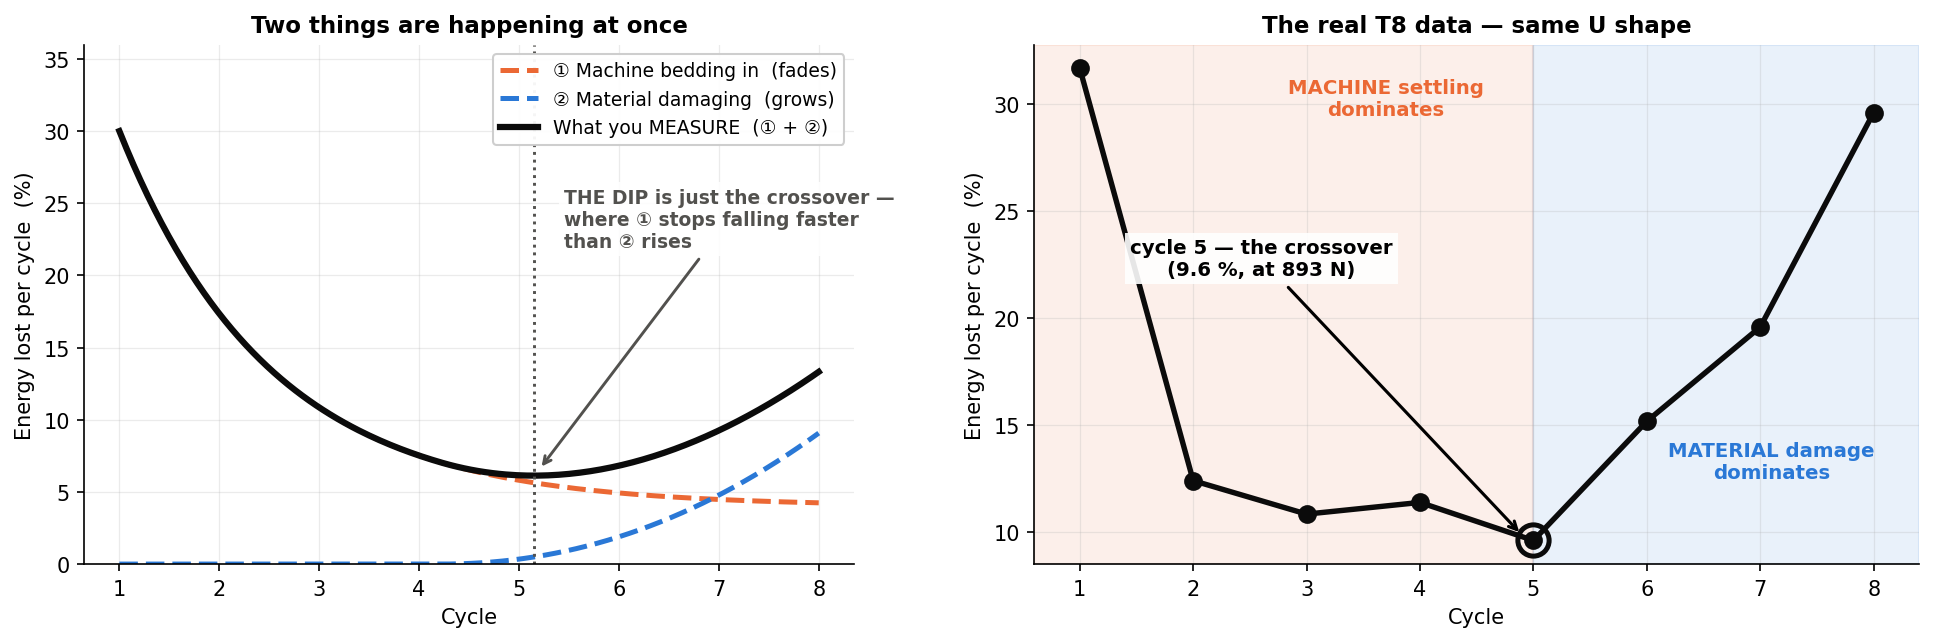 Two things are happening at once
Energy lost per cycle (%)
35
30
25
20
15
10
5
0
① Machine bedding in (fades)
② Material damaging (grows)
What you MEASURE (① + ②)
THE DIP is just the crossover —
where ① stops falling faster
than ② rises
1 2 3 4 5 6 7 8
Cycle
The real T8 data — same U shape
Energy lost per cycle (%)
30
25
20
15
10
MACHINE settling
dominates
cycle 5 — the crossover
(9.6 %, at 893 N)
MATERIAL damage
dominates
1 2 3 4 5 6 7 8
Cycle